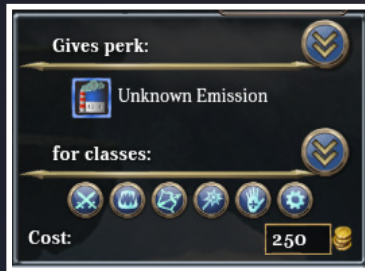 Gives perk:
Unknown Emission
for classes:
Cost: 250